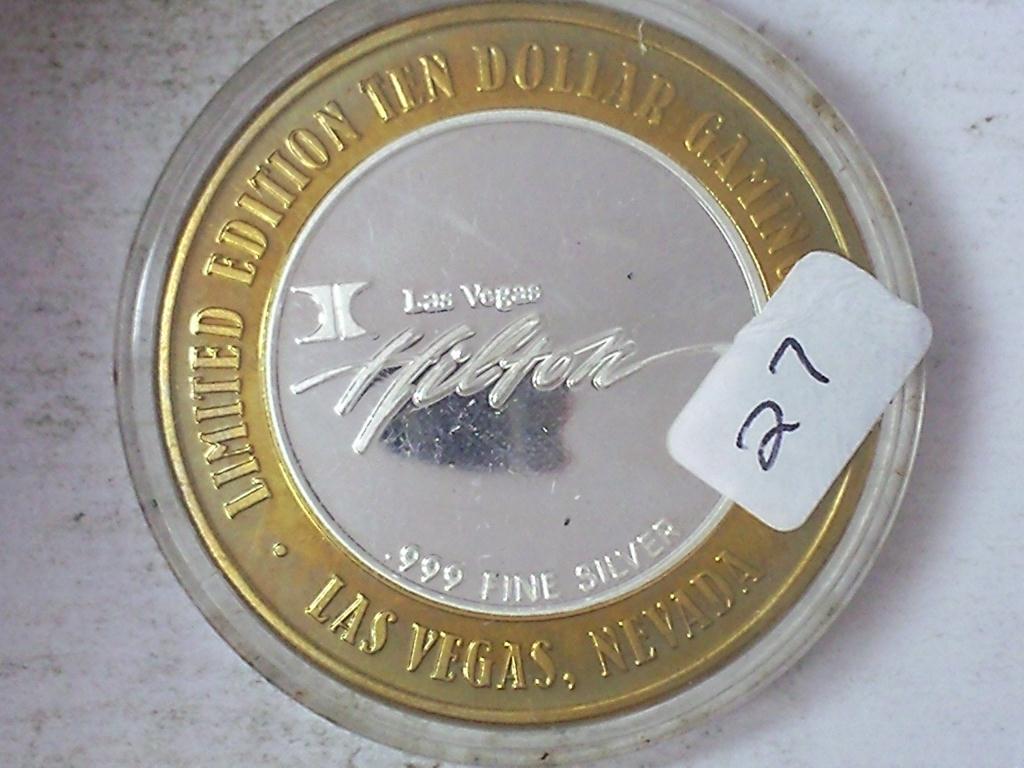 LIMITED EDITION TEN DOLLAR GAMIN
Las Vegas
Hilton
.999 FINE SILVER
· LAS VEGAS, NEVADA
27